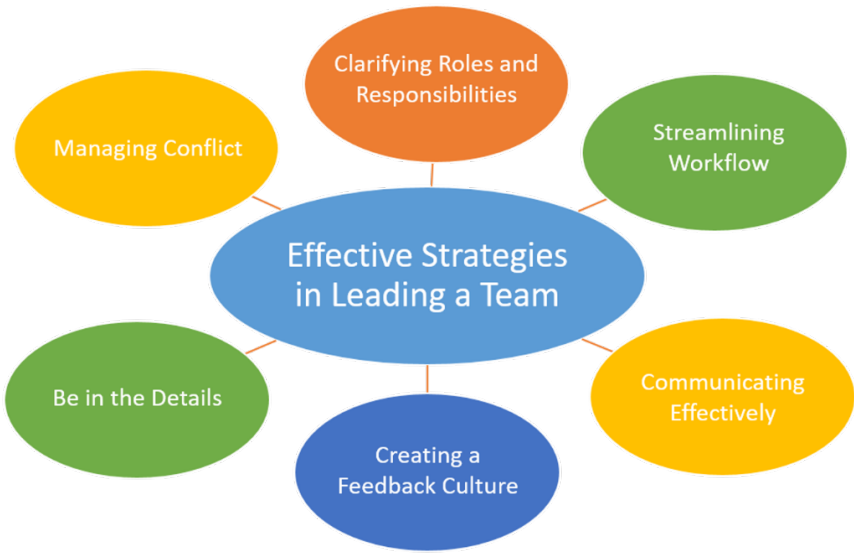 Clarifying Roles and
Responsibilities
Managing Conflict
Streamlining
Workflow
Effective Strategies
in Leading a Team
Be in the Details
Communicating
Effectively
Creating a
Feedback Culture